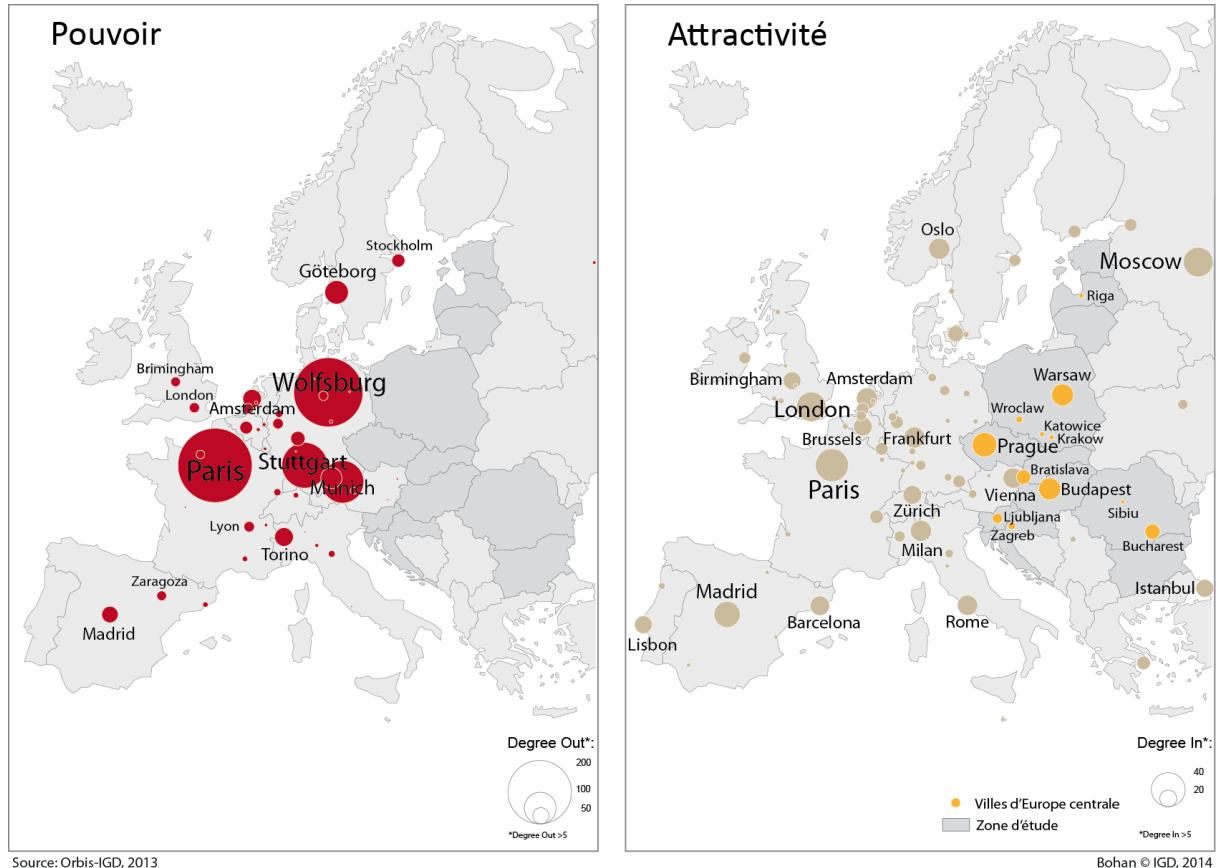 Pouvoir
Stockholm
Göteborg
Brimingham
London
Wolfsburg
Amsterdam
Paris
Stuttgart
Munich
Lyon
Torino
Zaragoza
Madrid
Degree Out*:
200
100
50
*Degree Out >5
Source: Orbis-IGD, 2013
Attractivité
Oslo
Moscow
Riga
Birmingham
Amsterdam
Warsaw
London
Wroclaw
Katowice
Krakow
Brussels
Frankfurt
Prague
Bratislava
Paris
Vienna
Budapest
Zürich
Ljubljana
Sibiu
Zagreb
Milan
Bucharest
Madrid
Istanbul
Barcelona
Rome
Lisbon
Degree In*:
40
20
Villes d'Europe centrale
Zone d'étude
*Degree In >5
Bohan © IGD, 2014